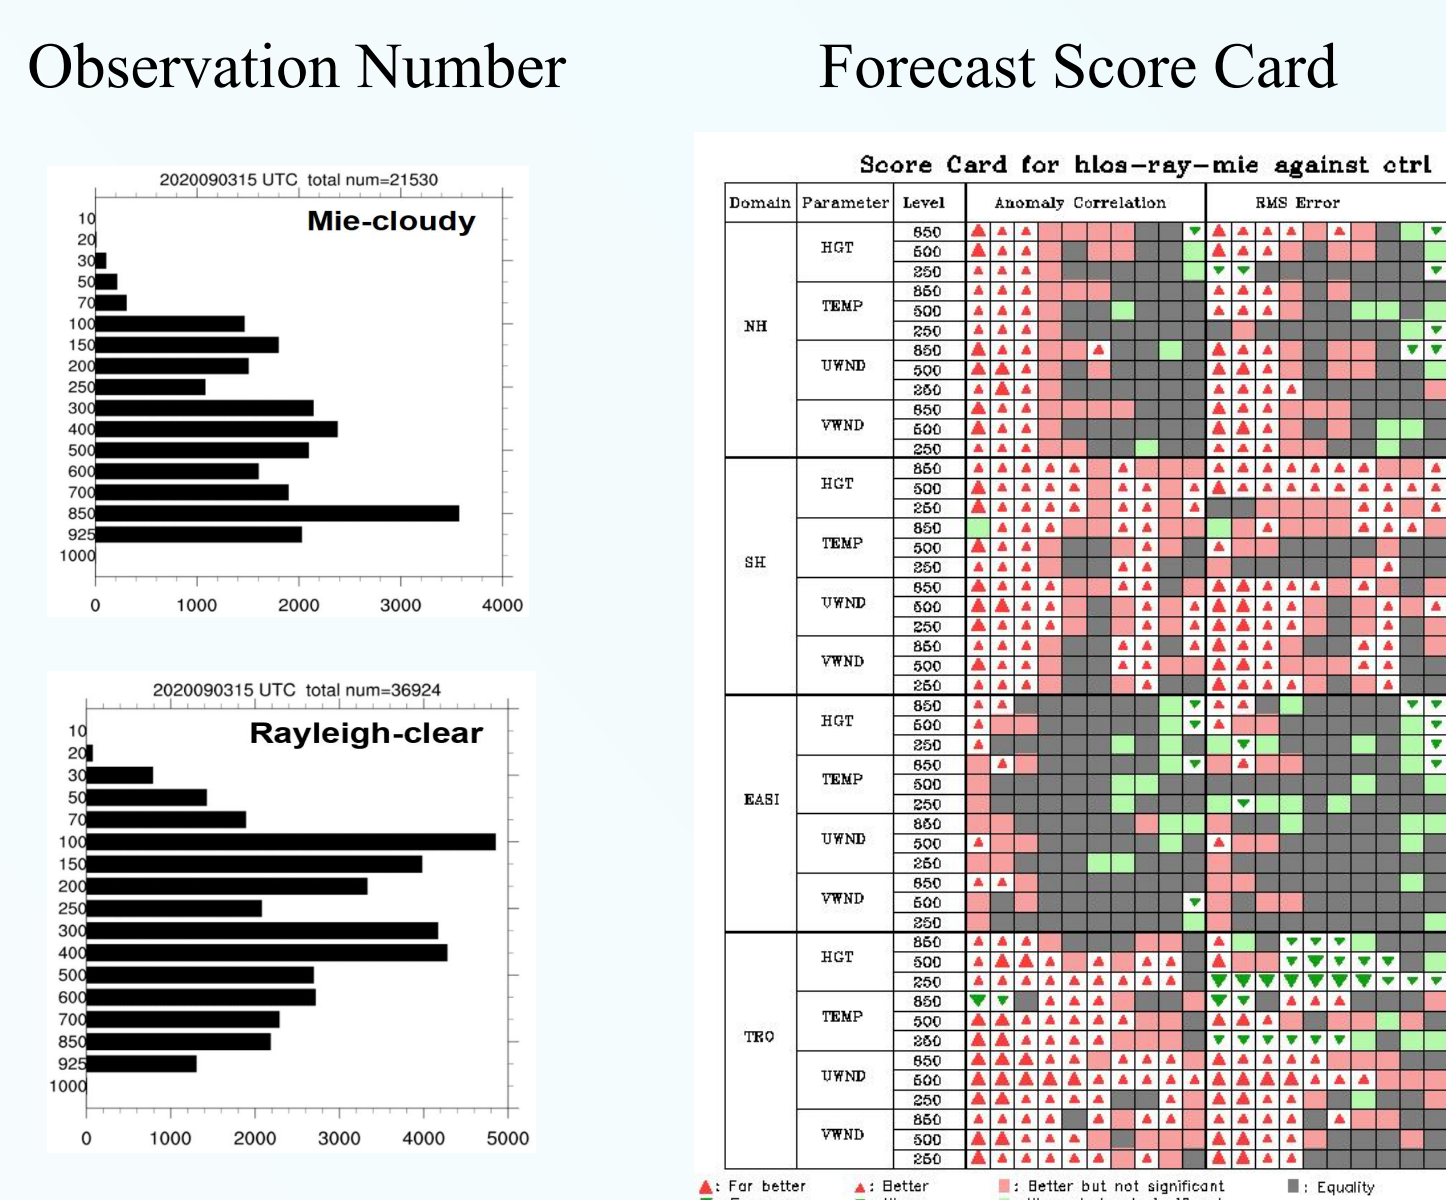 Observation Number
Forecast Score Card
2020090315 UTC total num=21530
Mie-cloudy
10
20
30
50
70
100
150
200
250
300
400
500
600
700
850
925
1000
0 1000 2000 3000 4000
2020090315 UTC total num=36924
Rayleigh-clear
10
20
30
50
70
100
150
200
250
300
400
500
600
700
850
925
1000
0 1000 2000 3000 4000 5000
Score Card for hlos-ray-mie against ctrl
Domain Parameter Level Anomaly Correlation RMS Error
NH
HGT
850
500
250
TEMP
850
500
250
UWND
850
500
250
VWND
850
500
250
SH
HGT
850
500
250
TEMP
850
500
250
UWND
850
500
250
VWND
850
500
250
EASI
HGT
850
500
250
TEMP
850
500
250
UWND
850
500
250
VWND
850
500
250
TRO
HGT
850
500
250
TEMP
850
500
250
UWND
850
500
250
VWND
850
500
250
: Far better : Better : Better but not significant : Equality